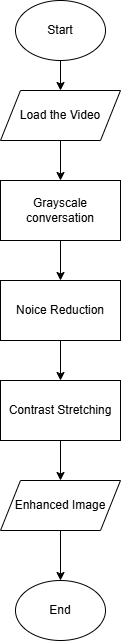 Start
Load the Video
Grayscale
conversation
Noice Reduction
Contrast Stretching
Enhanced Image
End